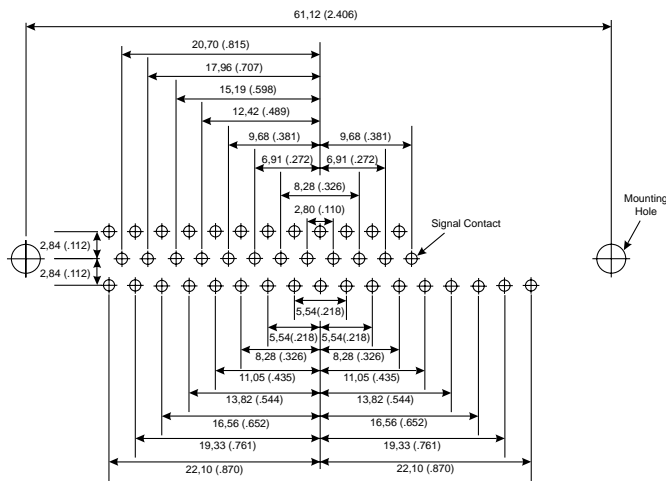 61,12 (2.406)
20,70 (.815)
17,96 (.707)
15,19 (.598)
12,42 (.489)
9,68 (.381) 9,68 (.381)
6,91 (.272) 6,91 (.272)
8,28 (.326)
2,80 (.110)
Mounting
Hole
Signal Contact
2,84 (.112)
2,84 (.112)
5,54(.218)
5,54(.218) 5,54(.218)
8,28 (.326) 8,28 (.326)
11,05 (.435) 11,05 (.435)
13,82 (.544) 13,82 (.544)
16,56 (.652) 16,56 (.652)
19,33 (.761) 19,33 (.761)
22,10 (.870) 22,10 (.870)